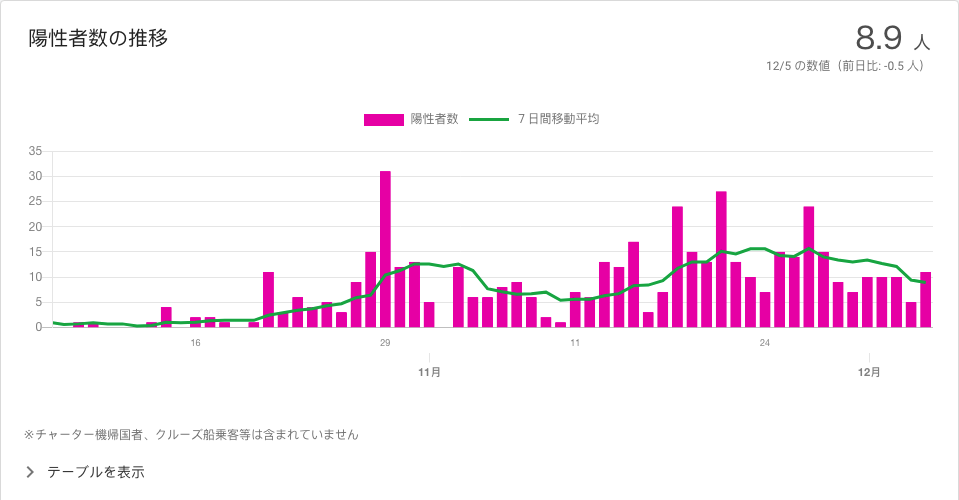 陽性者数の推移
8.9 人
12/5 の数値（前日比: -0.5 人）
陽性者数 7 日間移動平均
35
30
25
20
15
10
5
0
16 29 11 24
11月 12月
※チャーター機帰国者、クルーズ船乗客等は含まれていません
テーブルを表示